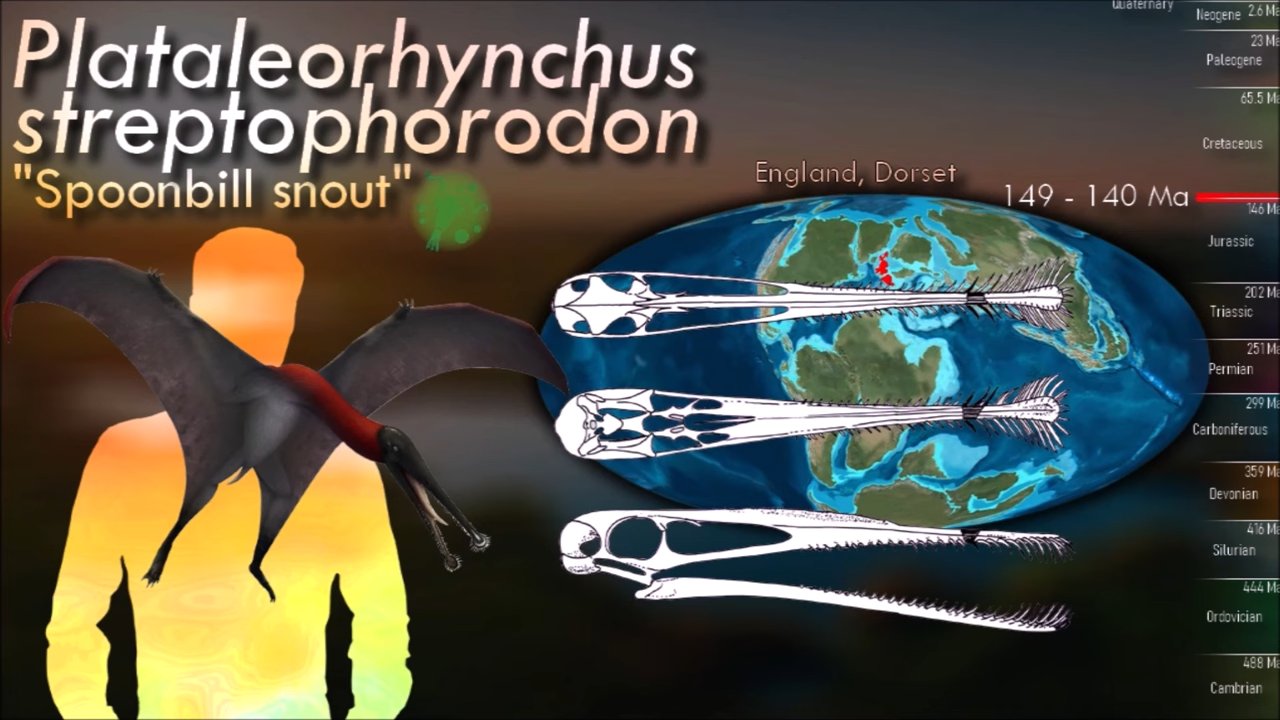 Plataleorhynchus
streptophorodon
"Spoonbill snout"
England, Dorset
149 - 140 Ma
quaternary
Neogene 2.6 Ma
23 Ma
Paleogene
65.5 Ma
Cretaceous
146 Ma
Jurassic
202 Ma
Triassic
251 Ma
Permian
299 Ma
Carboniferous
359 Ma
Devonian
416 Ma
Silurian
444 Ma
Ordovician
488 Ma
Cambrian